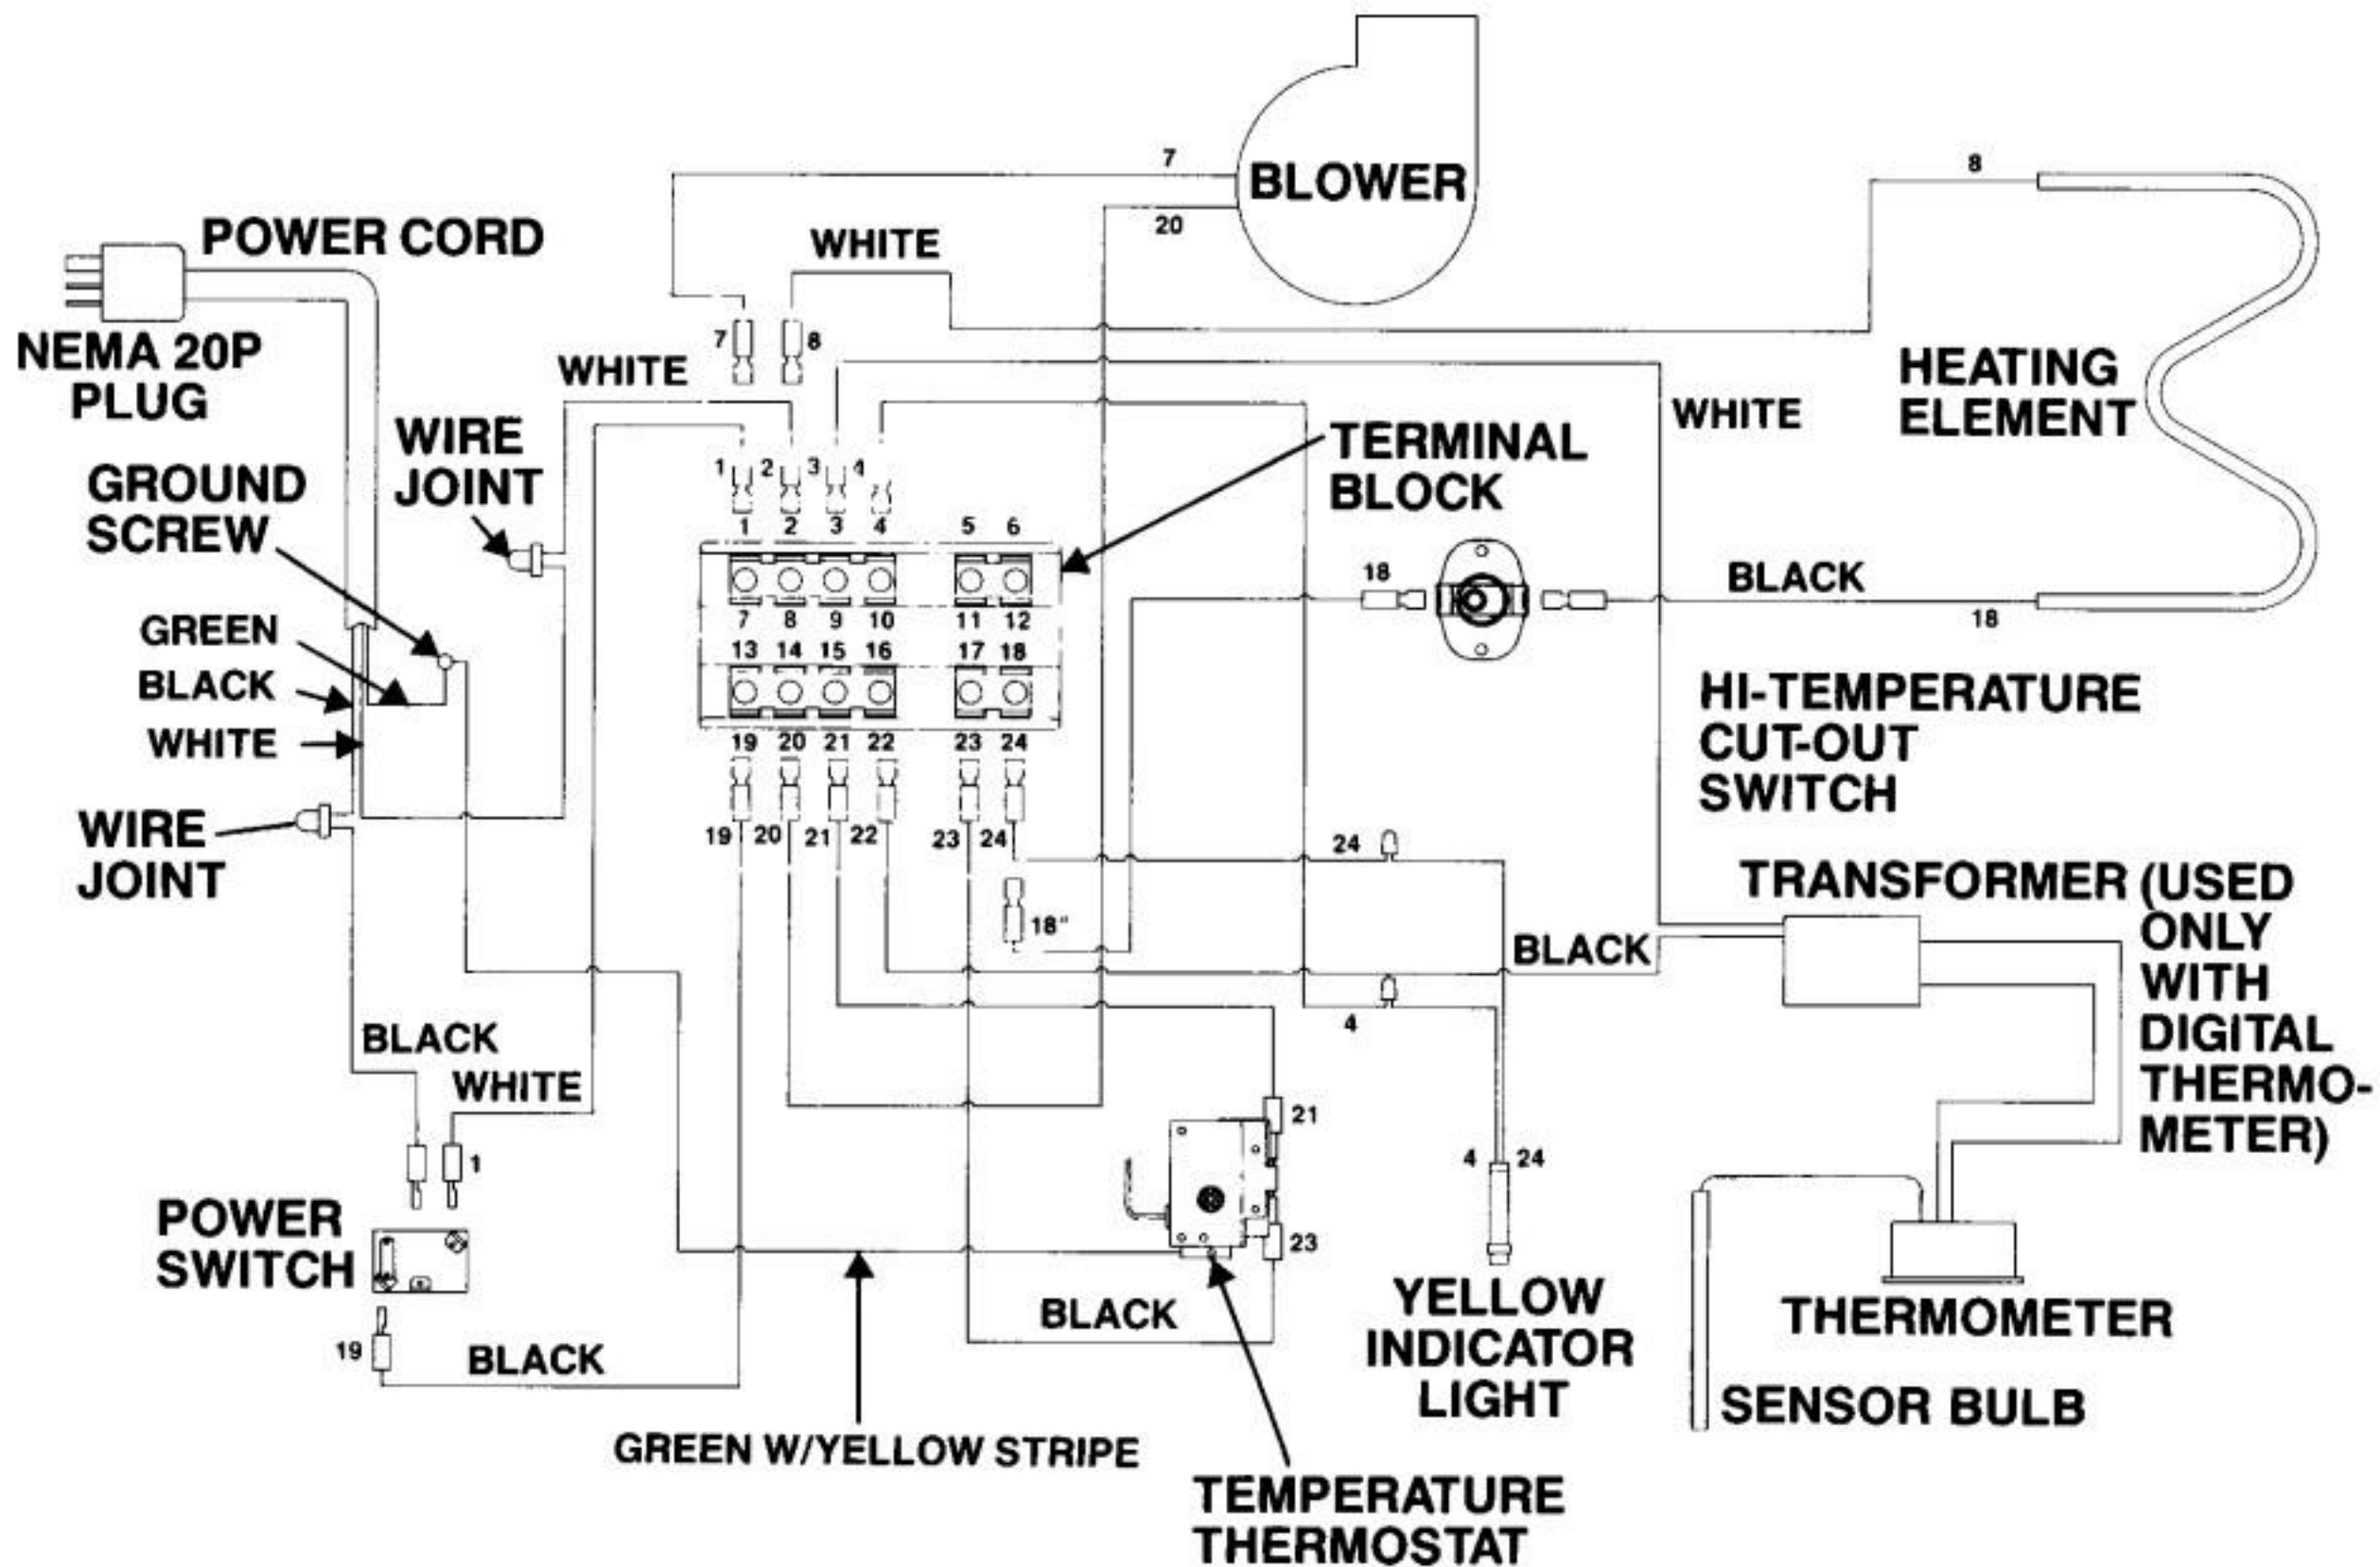 BLOWER
7
20
8
POWER CORD
WHITE
NEMA 20P
PLUG
7
8
WHITE
HEATING
ELEMENT
WHITE
WIRE
JOINT
TERMINAL
BLOCK
GROUND
SCREW
1 2 3 4
1 2 3 4 5 6
7 8 9 10 11 12
13 14 15 16 17 18
19 20 21 22 23 24
19 20 21 22 23 24
18
BLACK
18
GREEN
BLACK
WHITE
HI-TEMPERATURE
CUT-OUT
SWITCH
WIRE
JOINT
24
18"
TRANSFORMER (USED
ONLY
WITH
DIGITAL
THERMO-
METER)
BLACK
4
BLACK
WHITE
1
21
23
4 24
POWER
SWITCH
19
BLACK
BLACK
YELLOW
INDICATOR
LIGHT
THERMOMETER
SENSOR BULB
GREEN W/YELLOW STRIPE
TEMPERATURE
THERMOSTAT